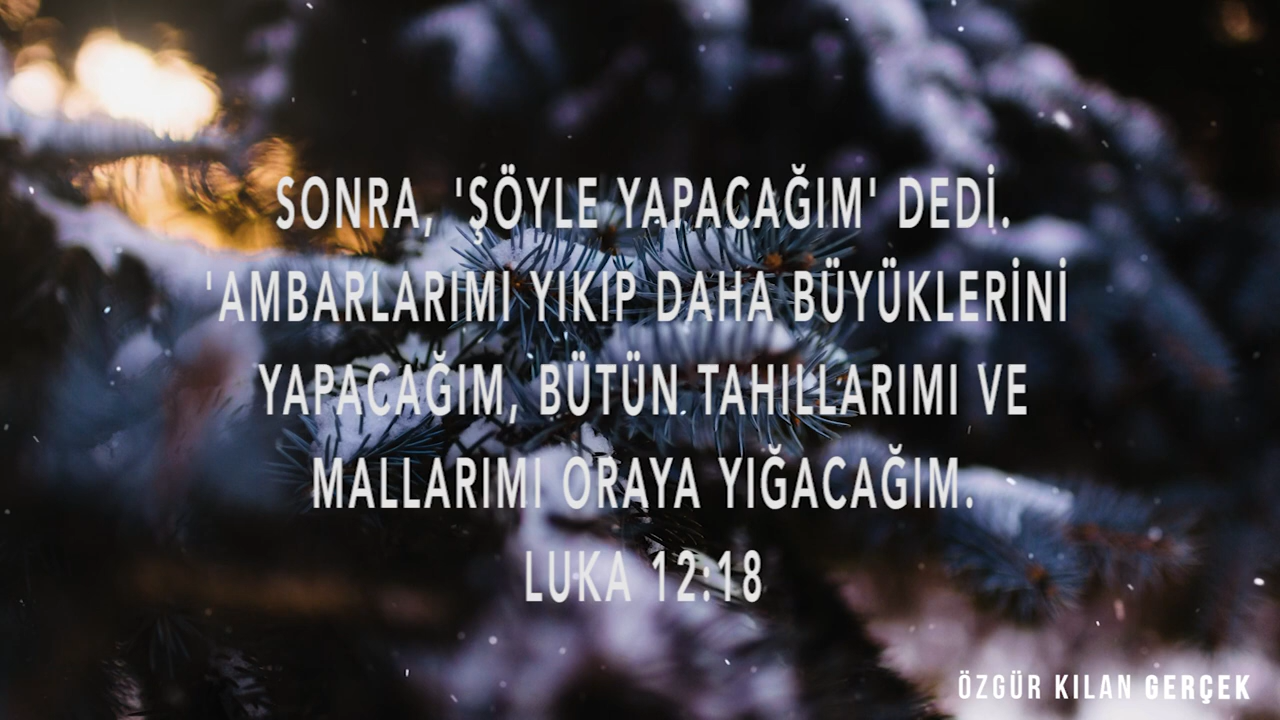 SONRA, 'ŞÖYLE YAPACAĞIM' DEDİ.
'AMBARLARIMI YIKIP DAHA BÜYÜKLERİNİ
YAPACAĞIM, BÜTÜN TAHILLARIMI VE
MALLARIMI ORAYA YIĞACAĞIM.
LUKA 12:18
ÖZGÜR KILAN GERÇEK